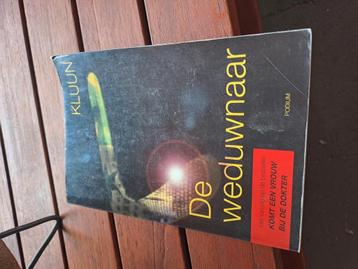 KLUUN
De
weduwnaar
KOMT EEN VROUW
BIJ DE DOKTER
PODIUM